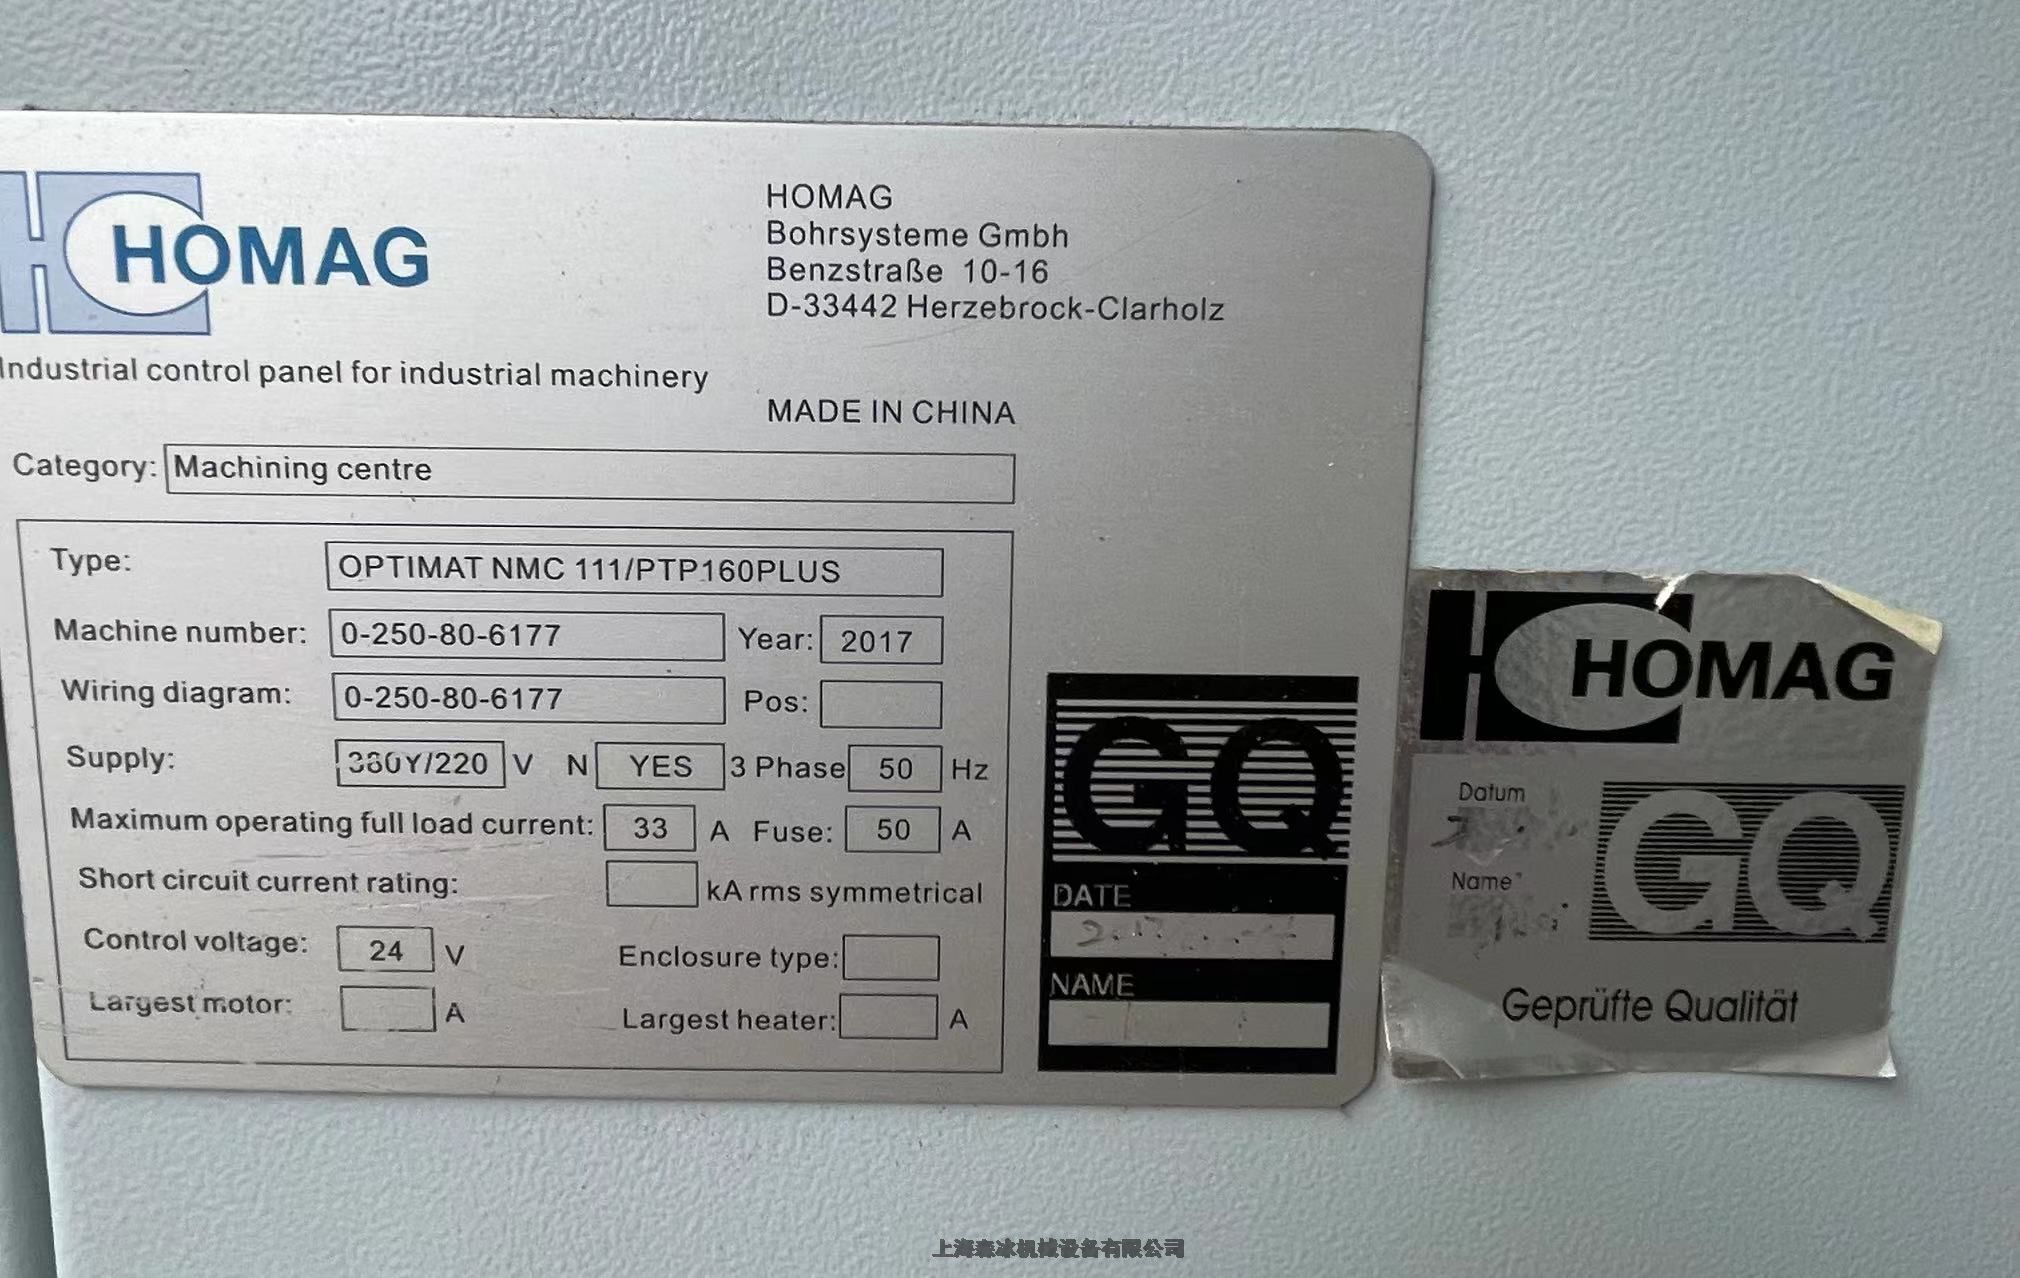 HOMAG
HOMAG
Bohrsysteme Gmbh
Benzstraße 10-16
D-33442 Herzebrock-Clarholz
Industrial control panel for industrial machinery
MADE IN CHINA
Category: Machining centre
Type: OPTIMAT NMC 111/PTP160PLUS
Machine number: 0-250-80-6177 Year: 2017
Wiring diagram: 0-250-80-6177 Pos:
Supply: 380Y/220 V N YES 3 Phase 50 Hz
Maximum operating full load current: 33 A Fuse: 50 A
Short circuit current rating: kA rms symmetrical
Control voltage: 24 V Enclosure type:
Largest motor: A Largest heater: A
GQ
DATE
NAME
HOMAG
Datum
Name
GQ
Geprüfte Qualität
上海森冰机械设备有限公司